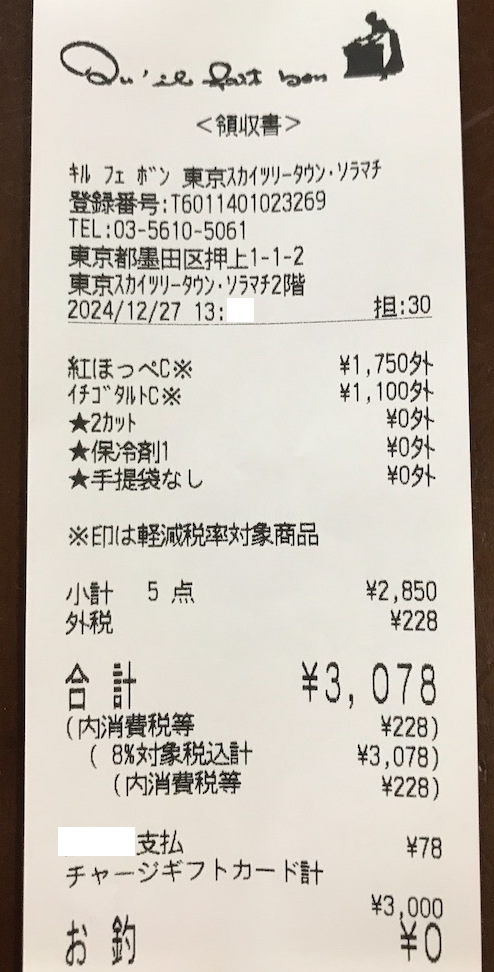 Qu'il fait bon
＜領収書＞
ｷﾙ ﾌｪ ﾎﾞﾝ 東京ｽｶｲﾂﾘｰﾀｳﾝ・ｿﾗﾏﾁ
登録番号:T6011401023269
TEL:03-5610-5061
東京都墨田区押上1-1-2
東京ｽｶｲﾂﾘｰﾀｳﾝ・ｿﾗﾏﾁ2階
2024/12/27 13: 担:30
紅ほっぺC※ ¥1,750外
ｲﾁｺﾞﾀﾙﾄC※ ¥1,100外
★2ｶｯﾄ ¥0外
★保冷剤1 ¥0外
★手提袋なし ¥0外
※印は軽減税率対象商品
小計 5 点 ¥2,850
外税 ¥228
合 計 ¥3,078
(内消費税等 ¥228)
( 8%対象税込計 ¥3,078)
(内消費税等 ¥228)
支払 ¥78
チャージギフトカード計
¥3,000
お 釣 ¥0